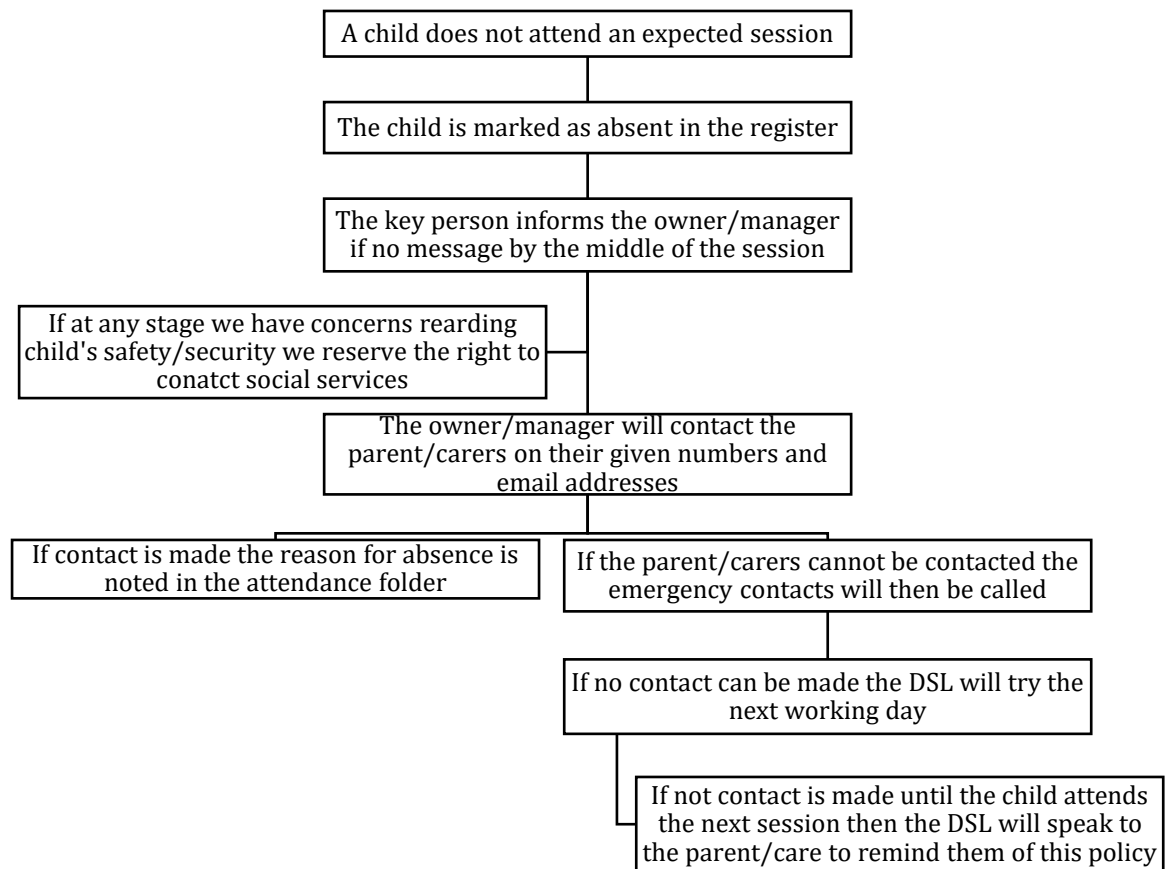 A child does not attend an expected session
The child is marked as absent in the register
The key person informs the owner/manager
if no message by the middle of the session
If at any stage we have concerns rearding
child's safety/security we reserve the right to
conatct social services
The owner/manager will contact the
parent/carers on their given numbers and
email addresses
If contact is made the reason for absence is
noted in the attendance folder
If the parent/carers cannot be contacted the
emergency contacts will then be called
If no contact can be made the DSL will try the
next working day
If not contact is made until the child attends
the next session then the DSL will speak to
the parent/care to remind them of this policy